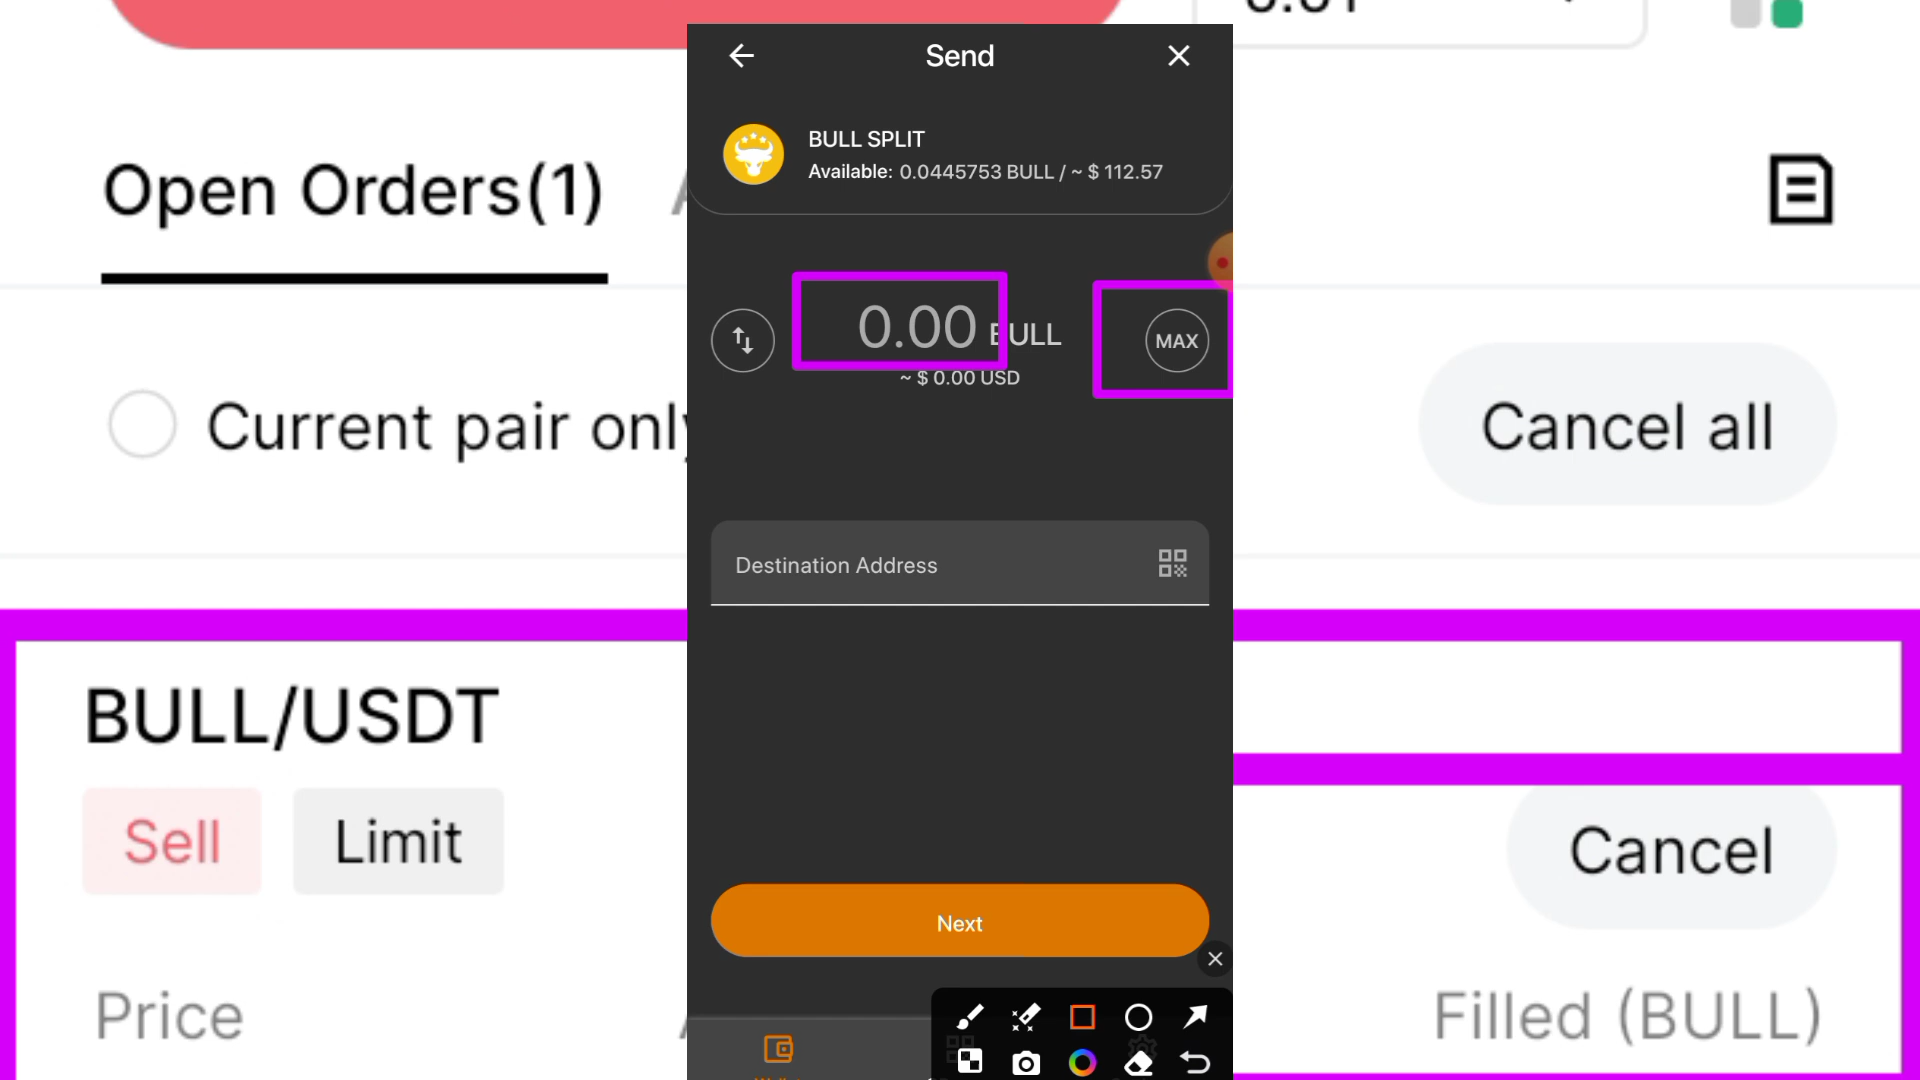 Send
BULL SPLIT
Available: 0.0445753 BULL / ~ $ 112.57
Open Orders(1)
0.00 BULL
MAX
~ $ 0.00 USD
Current pair only
Cancel all
Destination Address
BULL/USDT
Sell
Limit
Cancel
Next
Price
Filled (BULL)